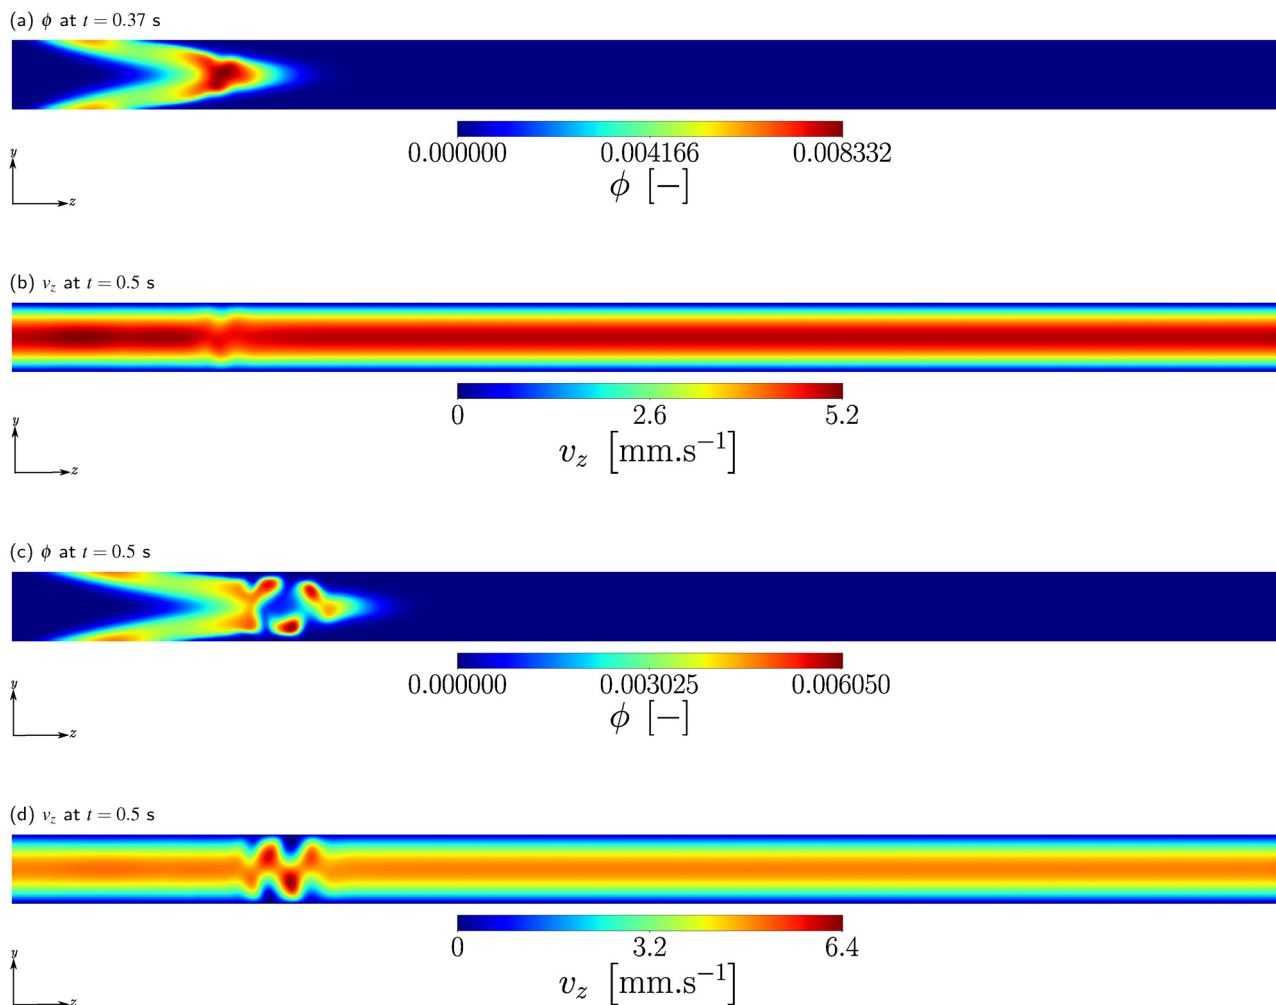 (a) ϕ at t = 0.37 s
0.000000 0.004166 0.008332
ϕ [−]
y
z
(b) v_z at t = 0.5 s
0 2.6 5.2
v_z [mm.s⁻¹]
y
z
(c) ϕ at t = 0.5 s
0.000000 0.003025 0.006050
ϕ [−]
y
z
(d) v_z at t = 0.5 s
0 3.2 6.4
v_z [mm.s⁻¹]
y
z